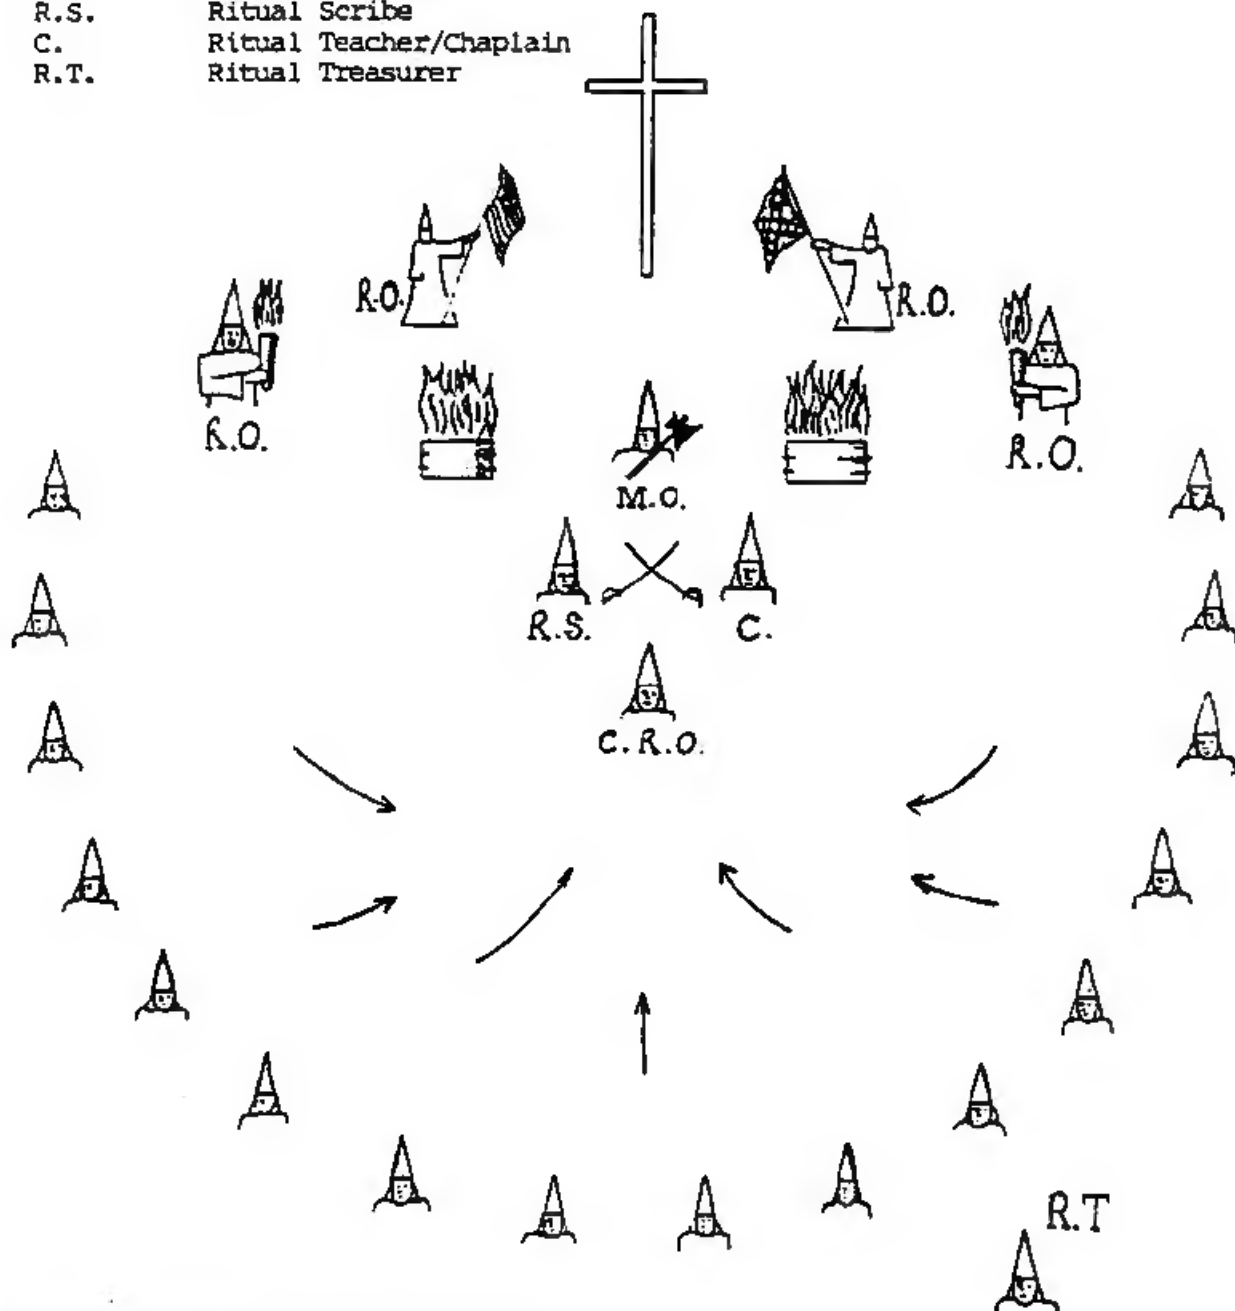 R.S. Ritual Scribe
C. Ritual Teacher/Chaplain
R.T. Ritual Treasurer
R.O. R.O.
R.O. R.O.
M.O.
R.S. C.
C.R.O.
R.T